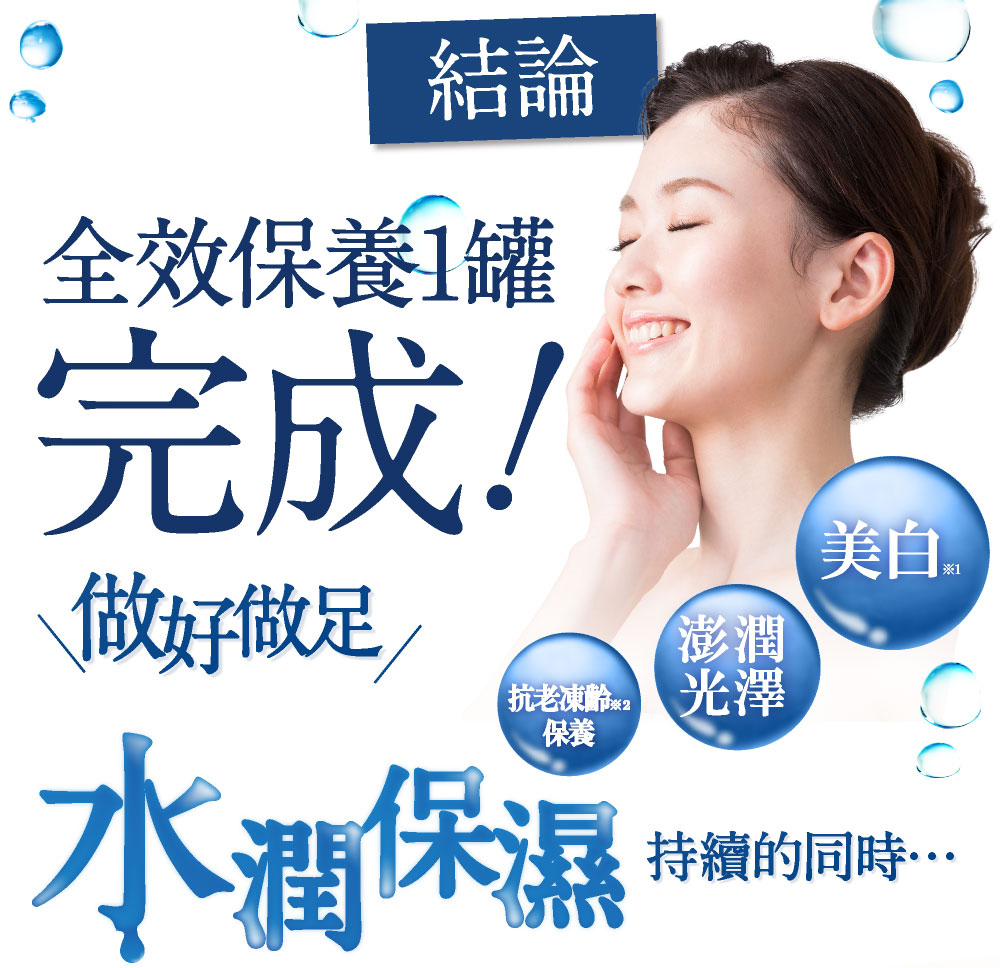 結論
全效保養1罐
完成!
\做好做足/
美白※1
澎潤
光澤
抗老凍齡※2
保養
水潤保濕 持續的同時…